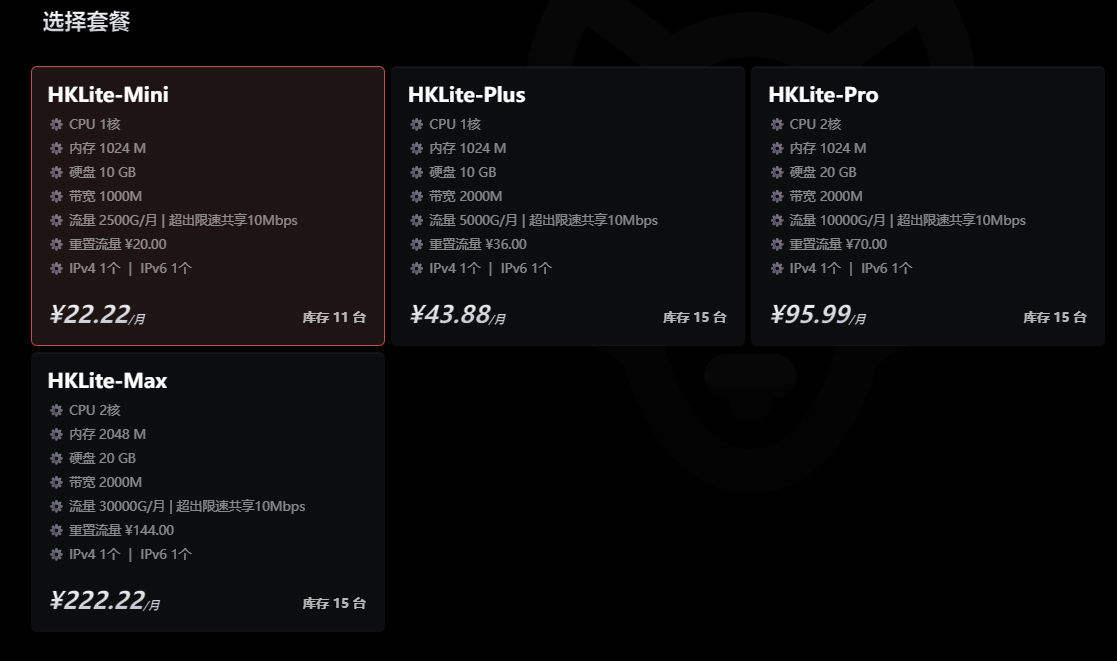 选择套餐
HKLite-Mini
CPU 1核
内存 1024 M
硬盘 10 GB
带宽 1000M
流量 2500G/月 | 超出限速共享10Mbps
重置流量 ¥20.00
IPv4 1个 | IPv6 1个
¥22.22/月
库存 11 台
HKLite-Plus
CPU 1核
内存 1024 M
硬盘 10 GB
带宽 2000M
流量 5000G/月 | 超出限速共享10Mbps
重置流量 ¥36.00
IPv4 1个 | IPv6 1个
¥43.88/月
库存 15 台
HKLite-Pro
CPU 2核
内存 1024 M
硬盘 20 GB
带宽 2000M
流量 10000G/月 | 超出限速共享10Mbps
重置流量 ¥70.00
IPv4 1个 | IPv6 1个
¥95.99/月
库存 15 台
HKLite-Max
CPU 2核
内存 2048 M
硬盘 20 GB
带宽 2000M
流量 30000G/月 | 超出限速共享10Mbps
重置流量 ¥144.00
IPv4 1个 | IPv6 1个
¥222.22/月
库存 15 台